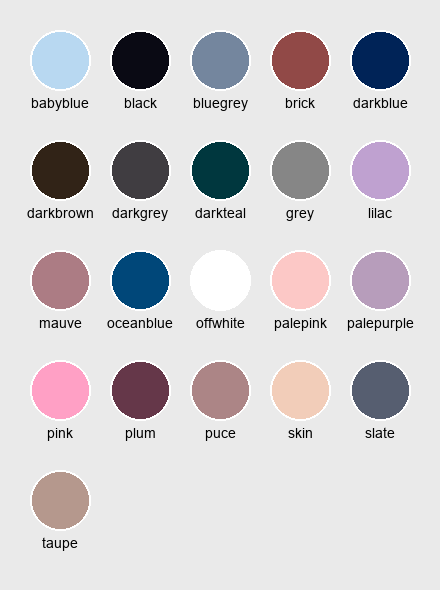 babyblue black bluegrey brick darkblue
darkbrown darkgrey darkteal grey lilac
mauve oceanblue offwhite palepink palepurple
pink plum puce skin slate
taupe